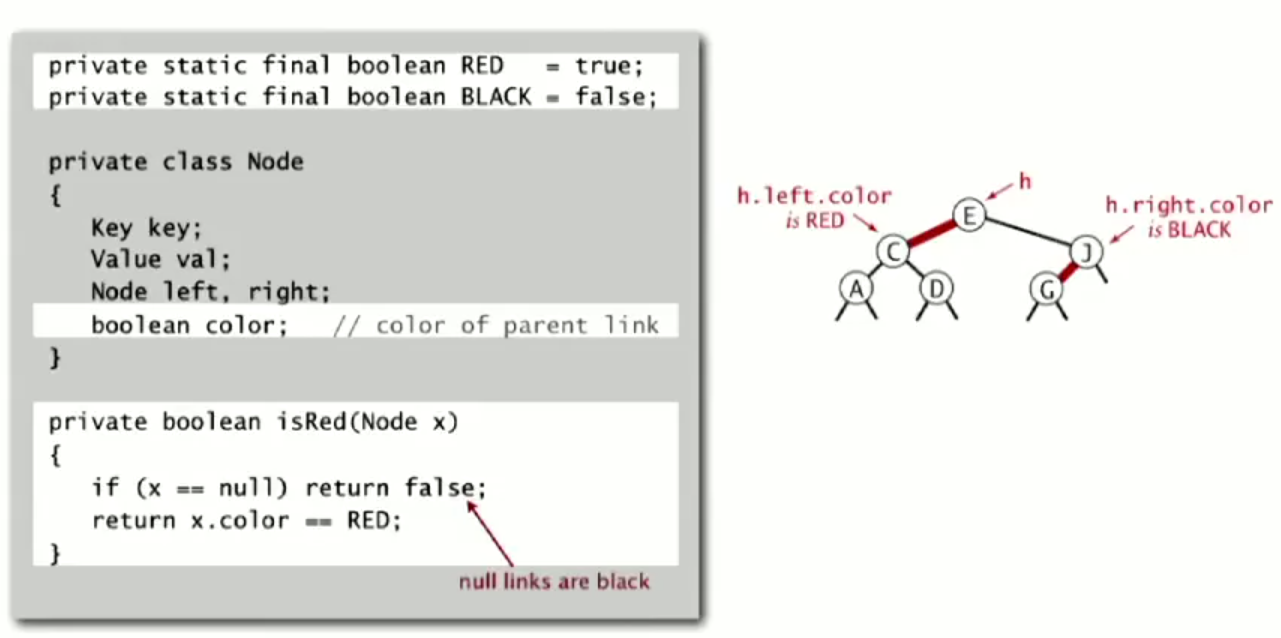 private static final boolean RED   = true;
private static final boolean BLACK = false;
private class Node
{
   Key key;
   Value val;
   Node left, right;
   boolean color;   // color of parent link
}
private boolean isRed(Node x)
{
   if (x == null) return false;
   return x.color == RED;
}
null links are black
h
h.left.color
is RED
E
h.right.color
is BLACK
C
J
A
D
G